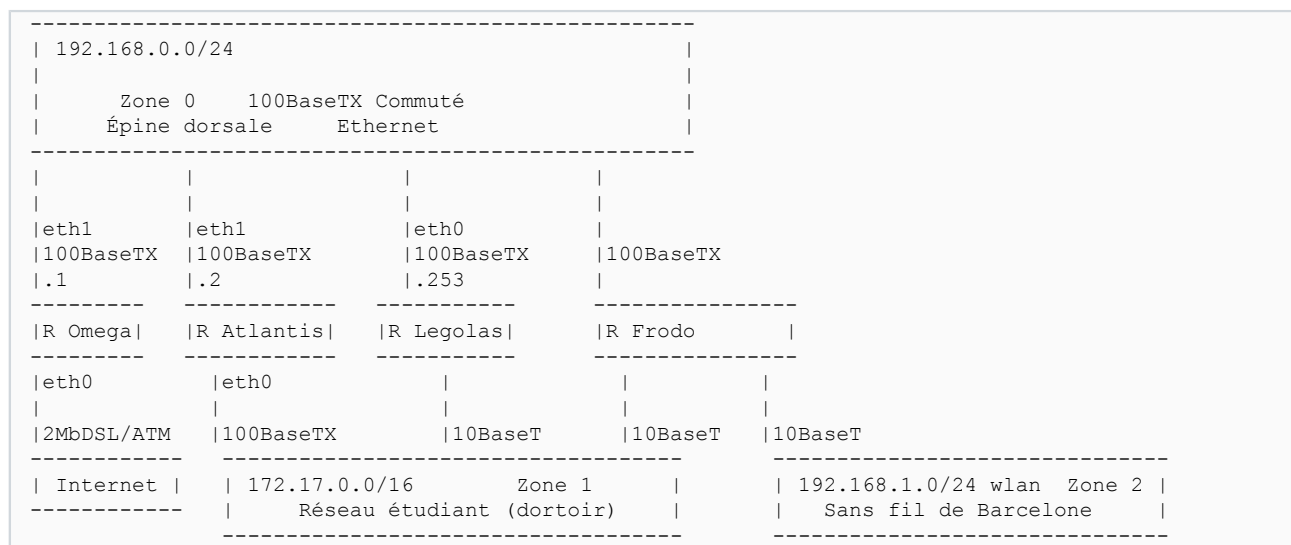 -----------------------------------------------------
| 192.168.0.0/24                                    |
|                                                   |
|      Zone 0    100BaseTX Commuté                  |
|     Épine dorsale     Ethernet                    |
-----------------------------------------------------
|           |                |              |
|           |                |              |
|eth1       |eth1            |eth0          |
|100BaseTX  |100BaseTX       |100BaseTX     |100BaseTX
|.1         |.2              |.253          |
---------   ------------   -----------      ----------------
|R Omega|   |R Atlantis|   |R Legolas|      |R Frodo       |
---------   ------------   -----------      ----------------
|eth0         |eth0             |             |          |
|             |                 |             |          |
|2MbDSL/ATM   |100BaseTX        |10BaseT      |10BaseT   |10BaseT
------------   ------------------------------------       -------------------------------
| Internet |   | 172.17.0.0/16        Zone 1      |       | 192.168.1.0/24 wlan  Zone 2 |
------------   |     Réseau étudiant (dortoir)    |       |   Sans fil de Barcelone     |
               ------------------------------------       -------------------------------